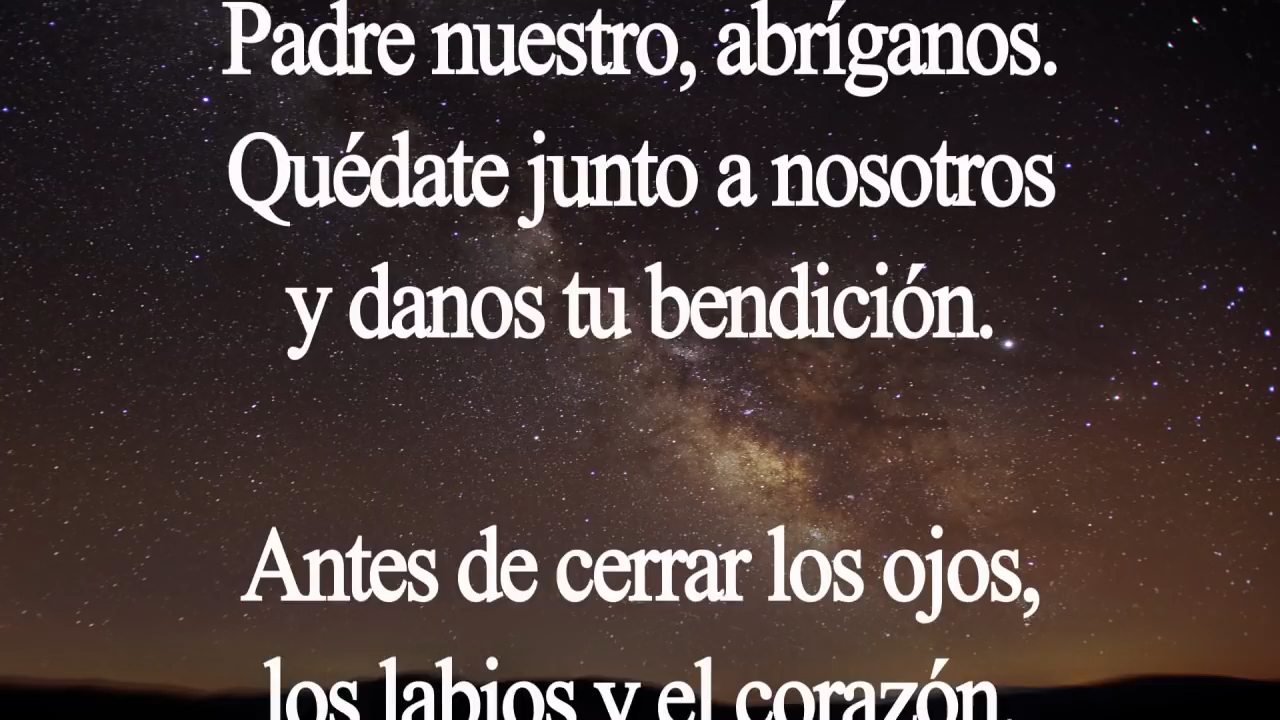 Padre nuestro, abríganos.
Quédate junto a nosotros
y danos tu bendición.
Antes de cerrar los ojos,
los labios y el corazón,